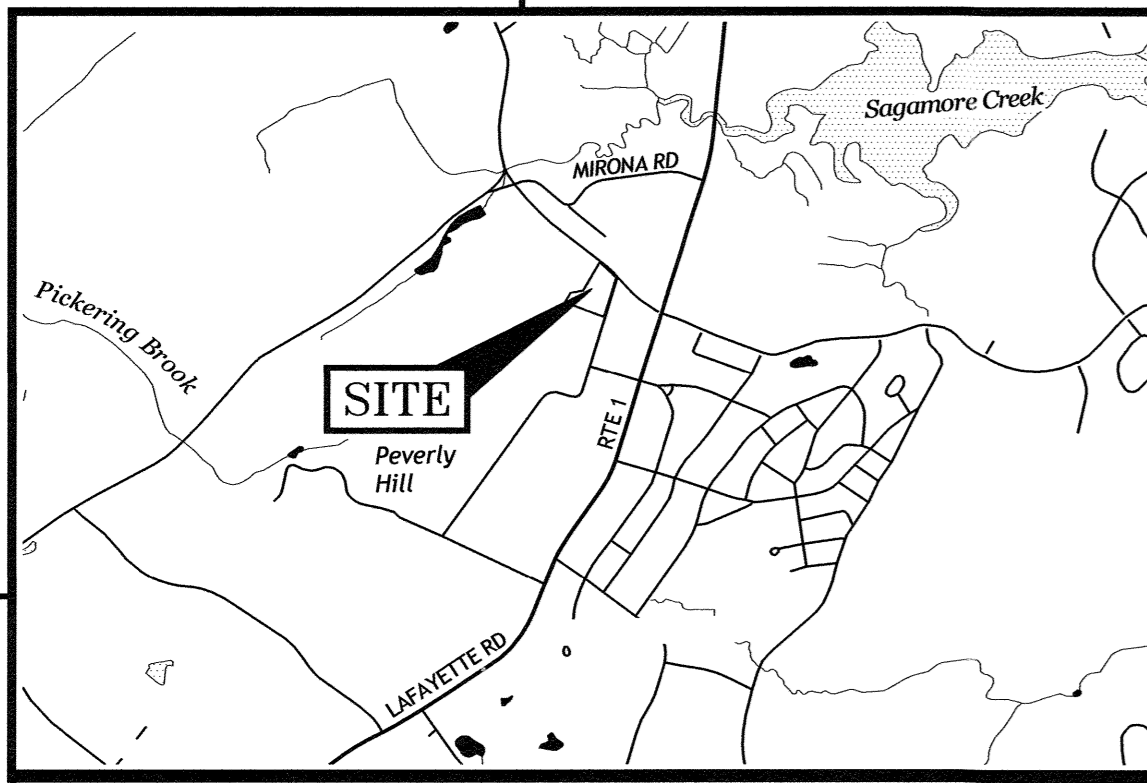 Sagamore Creek
MIRONA RD
Pickering Brook
SITE
RTE 1
Peverly
Hill
LAFAYETTE RD